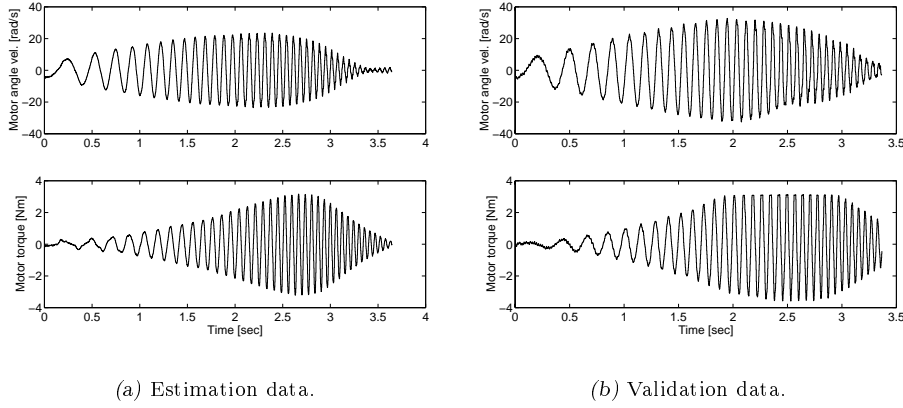 Motor angle vel. [rad/s]
40
20
0
−20
−40
0 0.5 1 1.5 2 2.5 3 3.5 4
Motor angle vel. [rad/s]
40
20
0
−20
−40
0 0.5 1 1.5 2 2.5 3 3.5
Motor torque [Nm]
4
2
0
−2
−4
0 0.5 1 1.5 2 2.5 3 3.5 4
Time [sec]
Motor torque [Nm]
4
2
0
−2
−4
0 0.5 1 1.5 2 2.5 3 3.5
Time [sec]
(a) Estimation data.
(b) Validation data.